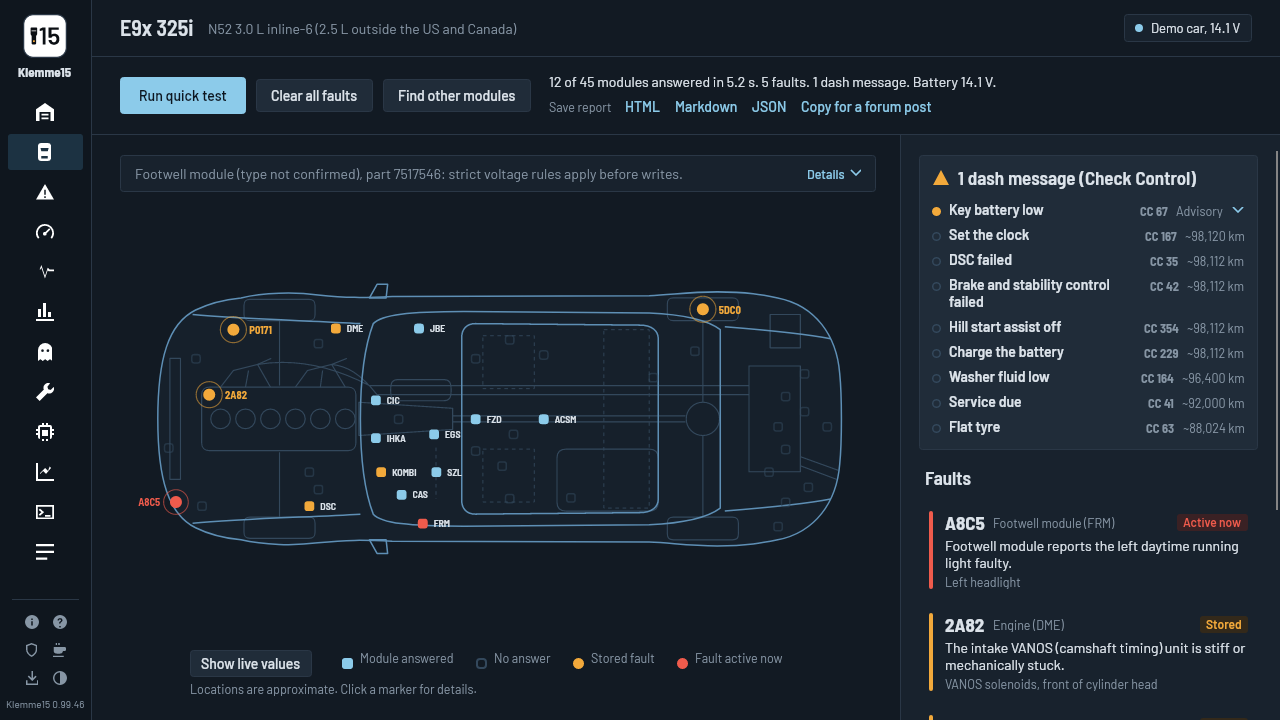 15
Klemme15
Klemme15 0.99.46
E9x 325i
N52 3.0 L inline-6 (2.5 L outside the US and Canada)
Demo car, 14.1 V
Run quick test
Clear all faults
Find other modules
12 of 45 modules answered in 5.2 s. 5 faults. 1 dash message. Battery 14.1 V.
Save report HTML Markdown JSON Copy for a forum post
Footwell module (type not confirmed), part 7517546: strict voltage rules apply before writes.
Details
5DC0
P0171
DME
JBE
2A82
CIC
FZD
ACSM
IHKA
EGS
KOMBI
SZL
CAS
A8C5
DSC
FRM
Show live values
Module answered
No answer
Stored fault
Fault active now
Locations are approximate. Click a marker for details.
1 dash message (Check Control)
Key battery low CC 67 Advisory
Set the clock CC 167 ~98,120 km
DSC failed CC 35 ~98,112 km
Brake and stability control CC 42 ~98,112 km
failed
Hill start assist off CC 354 ~98,112 km
Charge the battery CC 229 ~98,112 km
Washer fluid low CC 164 ~96,400 km
Service due CC 41 ~92,000 km
Flat tyre CC 63 ~88,024 km
Faults
A8C5 Footwell module (FRM) Active now
Footwell module reports the left daytime running
light faulty.
Left headlight
2A82 Engine (DME) Stored
The intake VANOS (camshaft timing) unit is stiff or
mechanically stuck.
VANOS solenoids, front of cylinder head